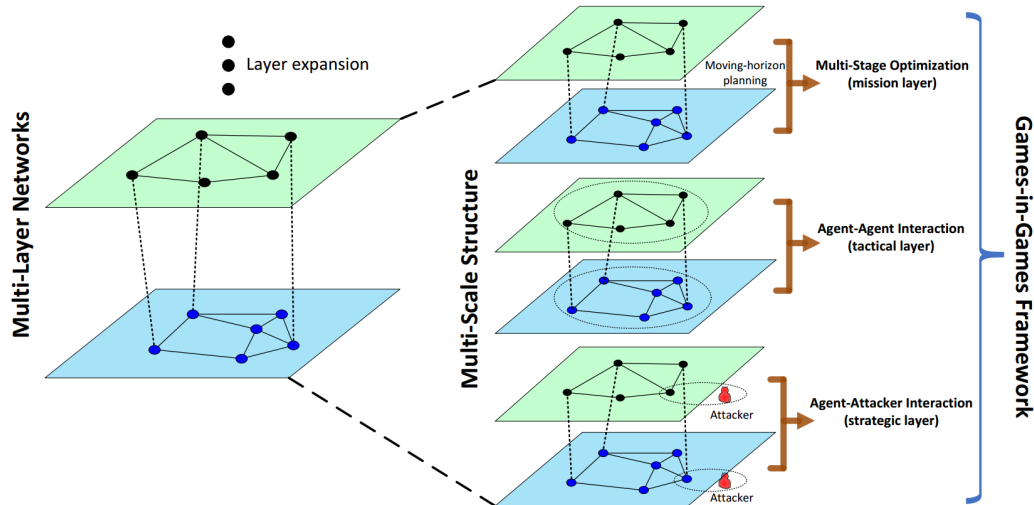 Multi-Layer Networks
Layer expansion
Multi-Scale Structure
Moving-horizon
planning
Multi-Stage Optimization
(mission layer)
Agent-Agent Interaction
(tactical layer)
Attacker
Attacker
Agent-Attacker Interaction
(strategic layer)
Games-in-Games Framework